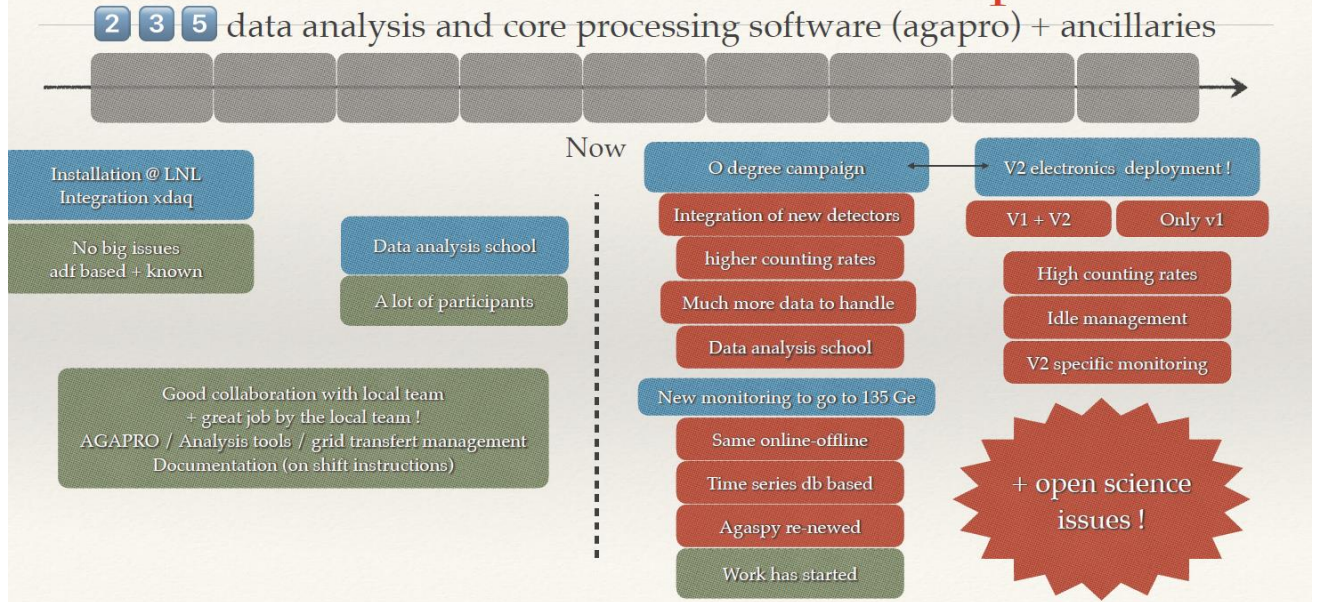 2 3 5 data analysis and core processing software (agapro) + ancillaries
Now
Installation @ LNL
Integration xdaq
No big issues
adf based + known
Data analysis school
A lot of participants
Good collaboration with local team
+ great job by the local team !
AGAPRO / Analysis tools / grid transfert management
Documentation (on shift instructions)
O degree campaign
Integration of new detectors
higher counting rates
Much more data to handle
Data analysis school
New monitoring to go to 135 Ge
Same online-offline
Time series db based
Agaspy re-newed
Work has started
V2 electronics deployment !
V1 + V2
Only v1
High counting rates
Idle management
V2 specific monitoring
+ open science
issues !